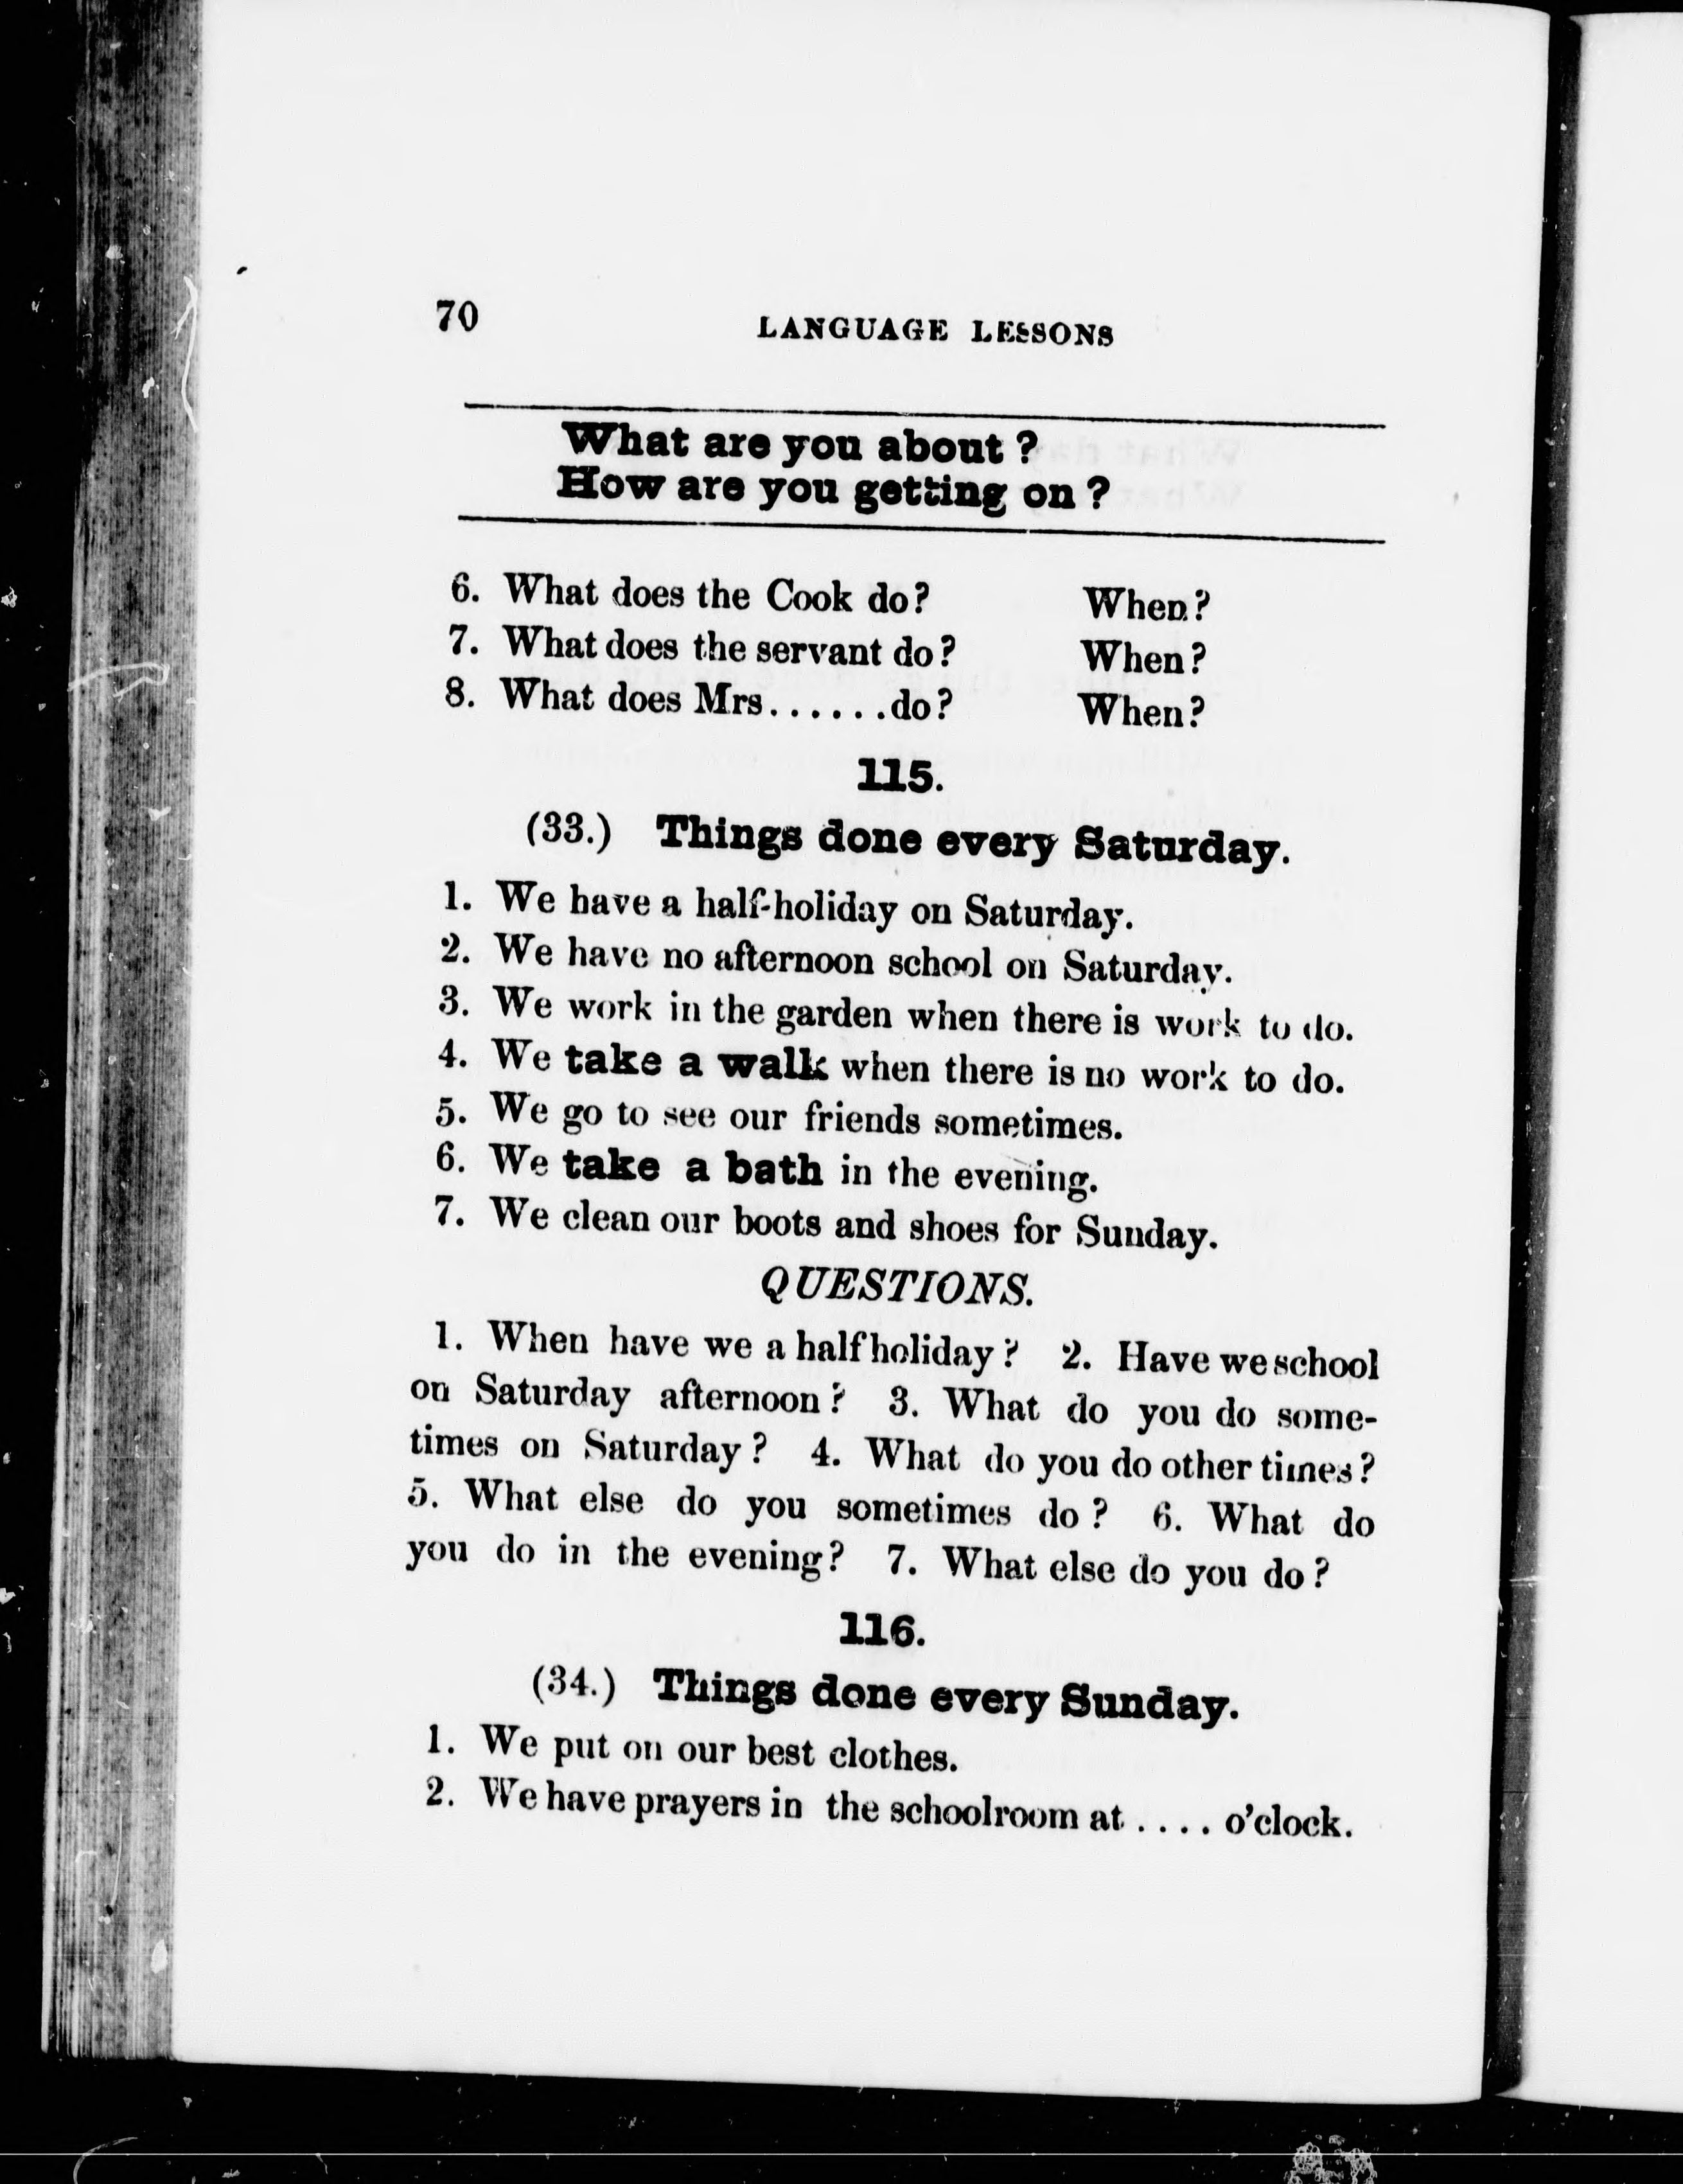 70
LANGUAGE LESSONS
What are you about ?
How are you getting on ?
6. What does the Cook do? When?
7. What does the servant do? When?
8. What does Mrs......do? When?
115.
(33.) Things done every Saturday.
1. We have a half-holiday on Saturday.
2. We have no afternoon school on Saturday.
3. We work in the garden when there is work to do.
4. We take a walk when there is no work to do.
5. We go to see our friends sometimes.
6. We take a bath in the evening.
7. We clean our boots and shoes for Sunday.
QUESTIONS.
1. When have we a half holiday? 2. Have we school
on Saturday afternoon? 3. What do you do some-
times on Saturday? 4. What do you do other times?
5. What else do you sometimes do? 6. What do
you do in the evening? 7. What else do you do?
116.
(34.) Things done every Sunday.
1. We put on our best clothes.
2. We have prayers in the schoolroom at .... o'clock.